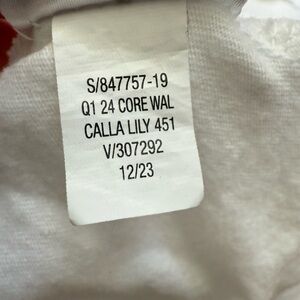 S/847757-19
Q1 24 CORE WAL
CALLA LILY 451
V/307292
12/23